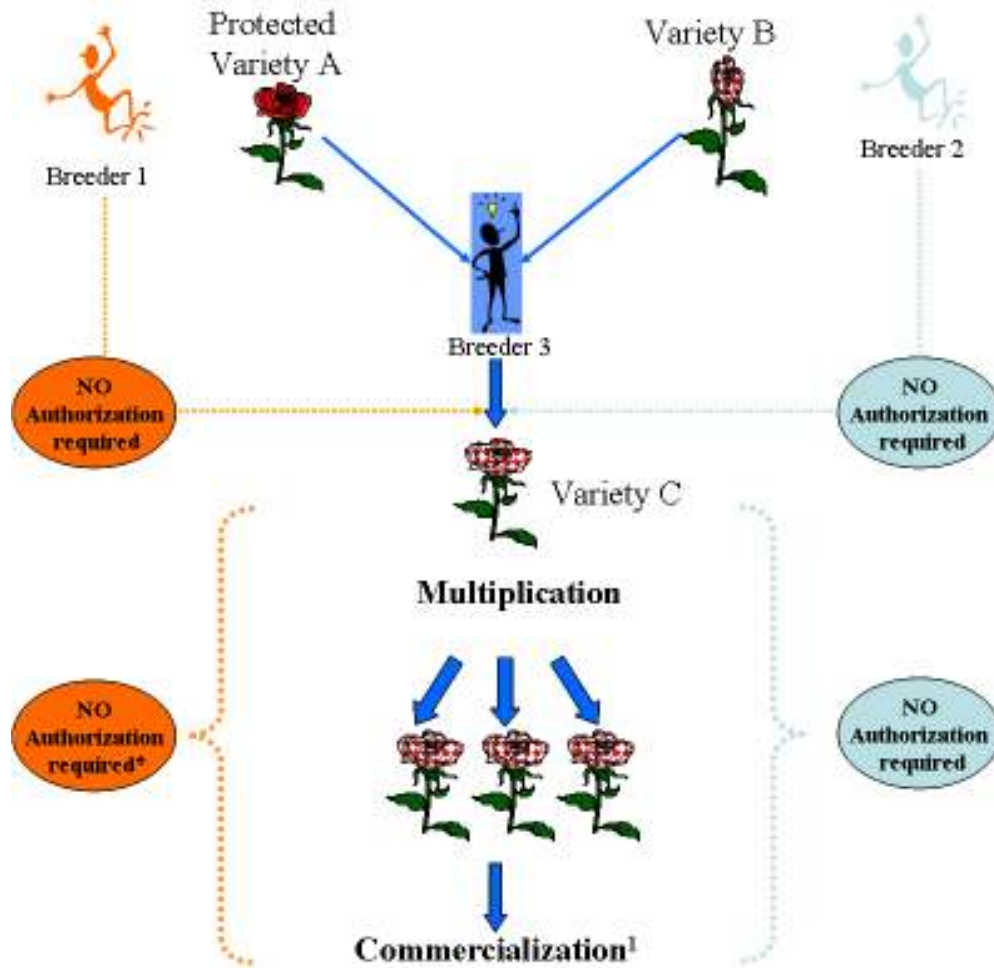 Protected
Variety A
Variety B
Breeder 1
Breeder 2
Breeder 3
NO
Authorization
required
NO
Authorization
required
Variety C
Multiplication
NO
Authorization
required*
NO
Authorization
required
Commercialization¹